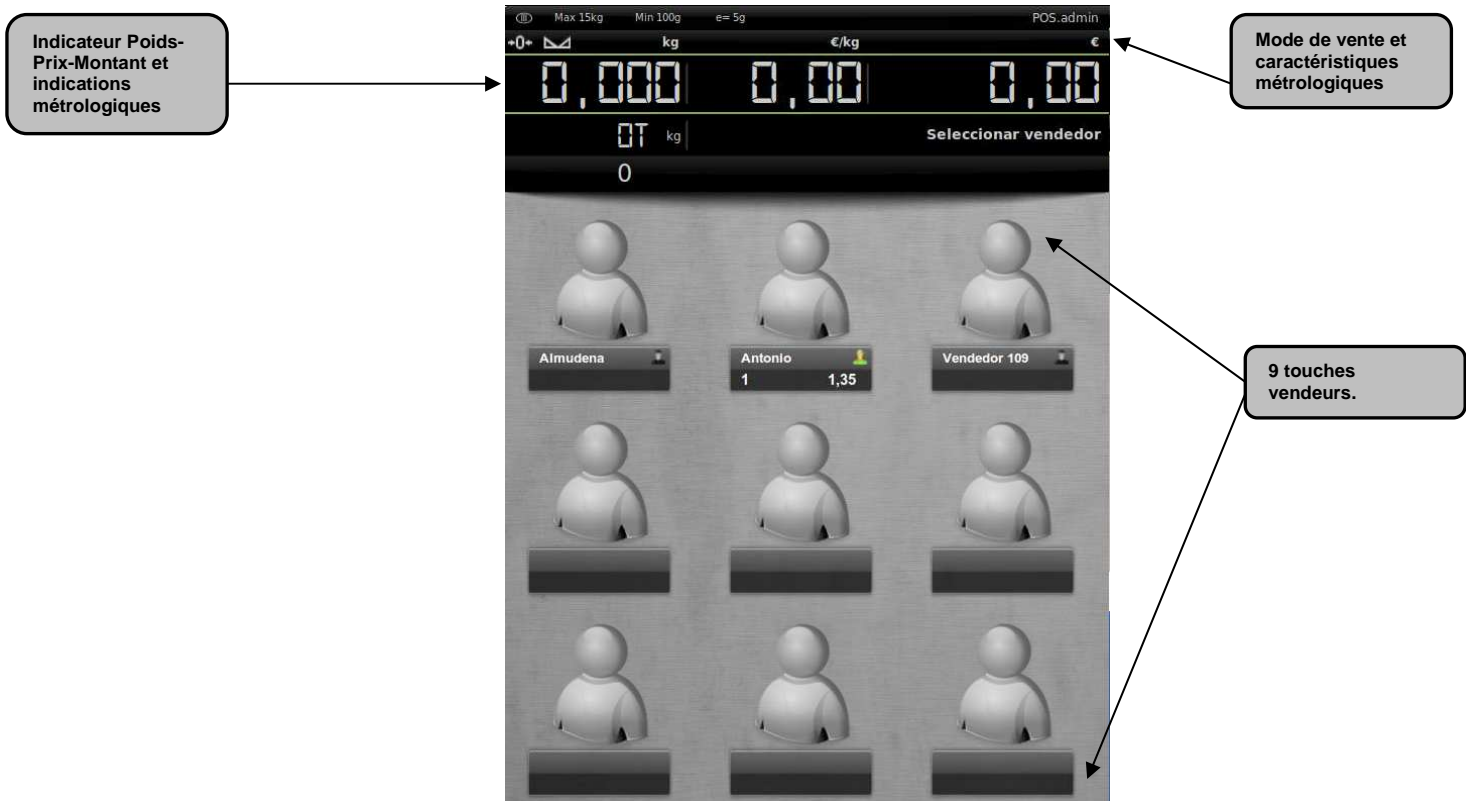 Indicateur Poids-
Prix-Montant et
indications
métrologiques
III Max 15kg Min 100g e= 5g POS.admin
→0← kg €/kg €
0,000 0,00 0,00
0T kg Seleccionar vendedor
0
Mode de vente et
caractéristiques
métrologiques
Almudena Antonio Vendedor 109
1 1,35
9 touches
vendeurs.